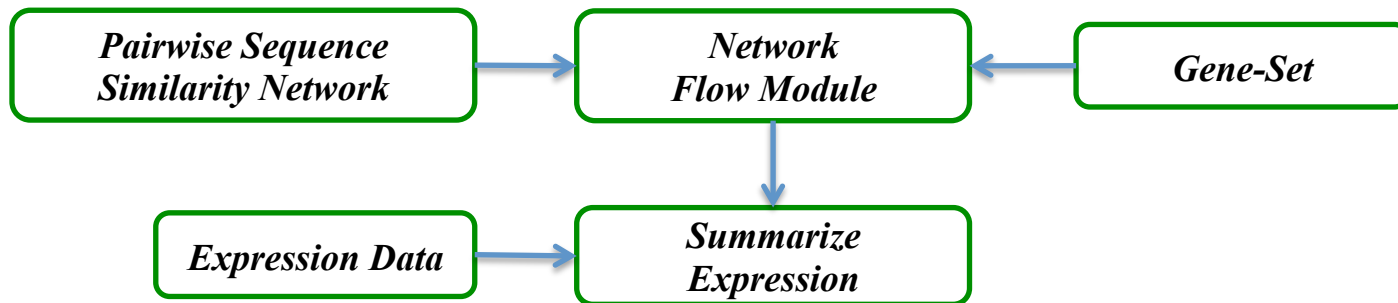 Pairwise Sequence
Similarity Network
Network
Flow Module
Gene-Set
Expression Data
Summarize
Expression